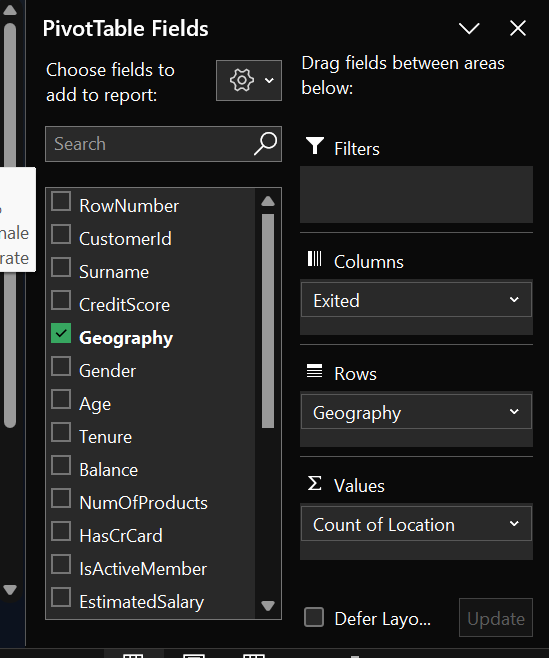 PivotTable Fields
Choose fields to
add to report:
Search
RowNumber
CustomerId
Surname
CreditScore
Geography
Gender
Age
Tenure
Balance
NumOfProducts
HasCrCard
IsActiveMember
EstimatedSalary
Drag fields between areas
below:
Filters
Columns
Exited
Rows
Geography
Σ Values
Count of Location
Defer Layo...
Update
rate